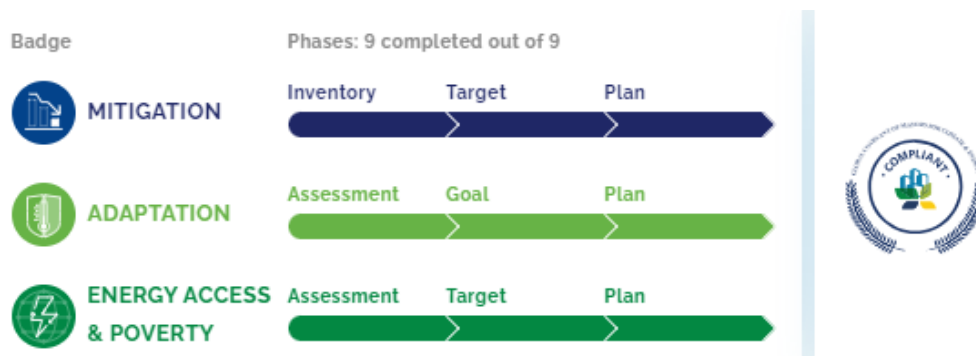 Badge
Phases: 9 completed out of 9
MITIGATION
Inventory Target Plan
ADAPTATION
Assessment Goal Plan
ENERGY ACCESS
& POVERTY
Assessment Target Plan
COMPLIANT